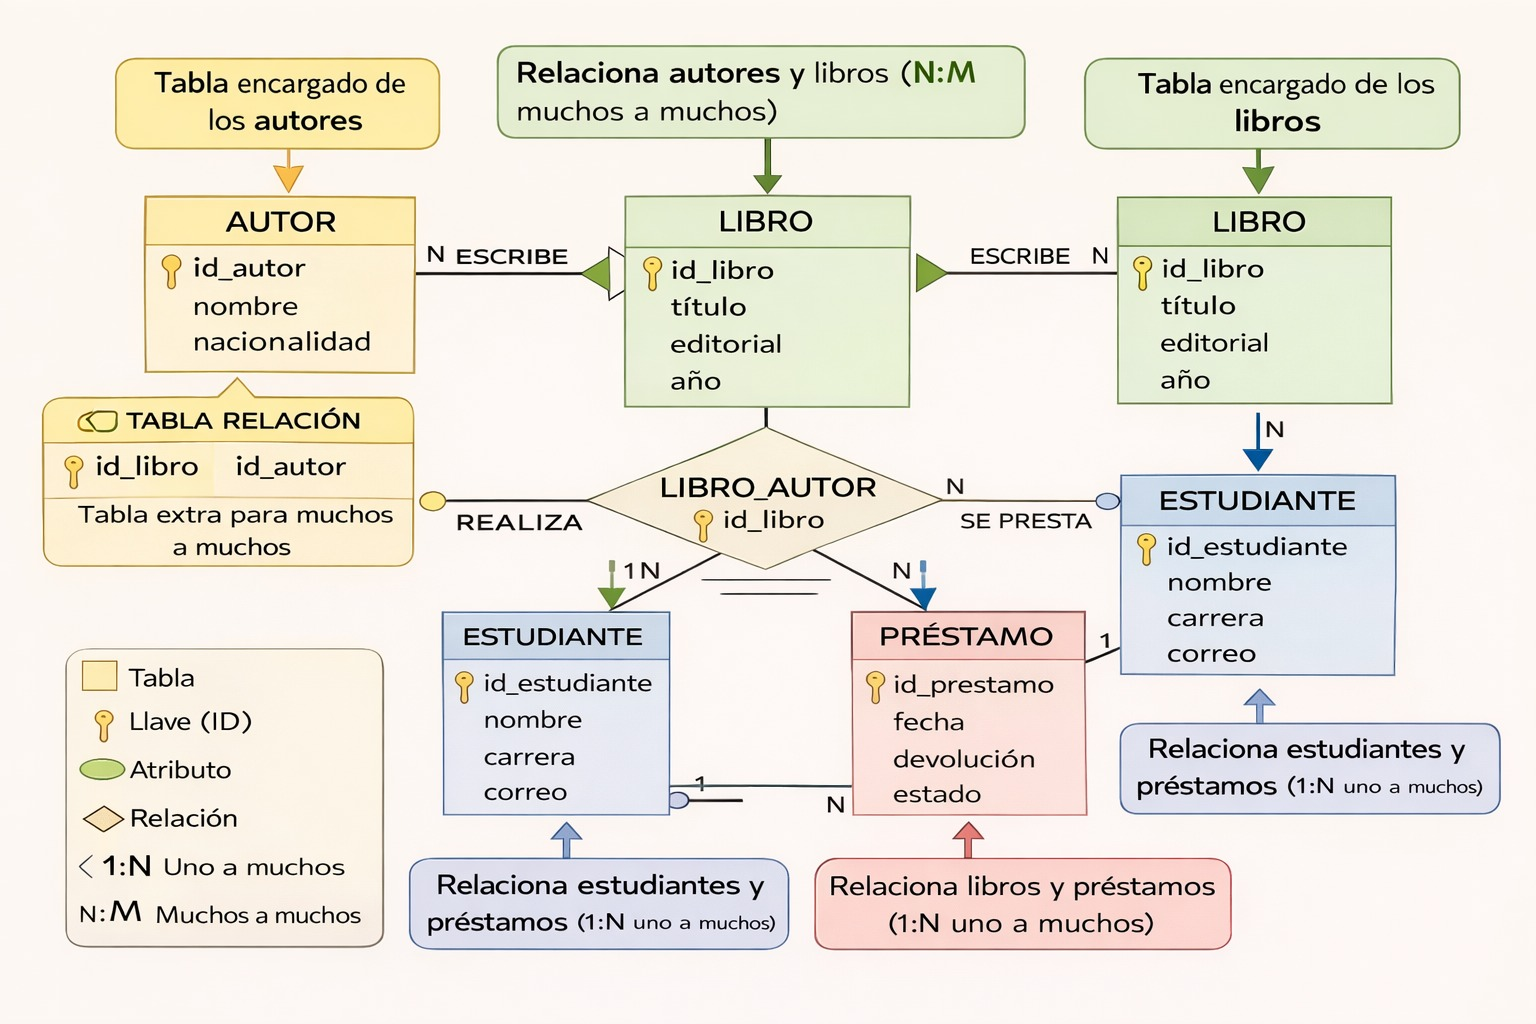 Tabla encargado de
los autores
Relaciona autores y libros (N:M
muchos a muchos)
Tabla encargado de los
libros
AUTOR
id_autor
nombre
nacionalidad
N ESCRIBE
LIBRO
id_libro
título
editorial
año
ESCRIBE N
LIBRO
id_libro
título
editorial
año
TABLA RELACIÓN
id_libro id_autor
Tabla extra para muchos
a muchos
REALIZA
LIBRO_AUTOR
id_libro
N
SE PRESTA
N
ESTUDIANTE
id_estudiante
nombre
carrera
correo
1N
N
ESTUDIANTE
id_estudiante
nombre
carrera
correo
1
N
PRÉSTAMO
id_prestamo
fecha
devolución
estado
1
Relaciona estudiantes y
préstamos (1:N uno a muchos)
Tabla
Llave (ID)
Atributo
Relación
< 1:N Uno a muchos
N:M Muchos a muchos
Relaciona estudiantes y
préstamos (1:N uno a muchos)
Relaciona libros y préstamos
(1:N uno a muchos)